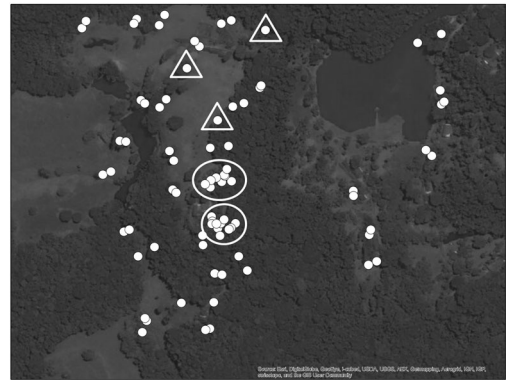 Source: Esri, DigitalGlobe, GeoEye, i-cubed, USDA, USGS, AEX, Getmapping, Aerogrid, IGN, IGP,
swisstopo, and the GIS User Community